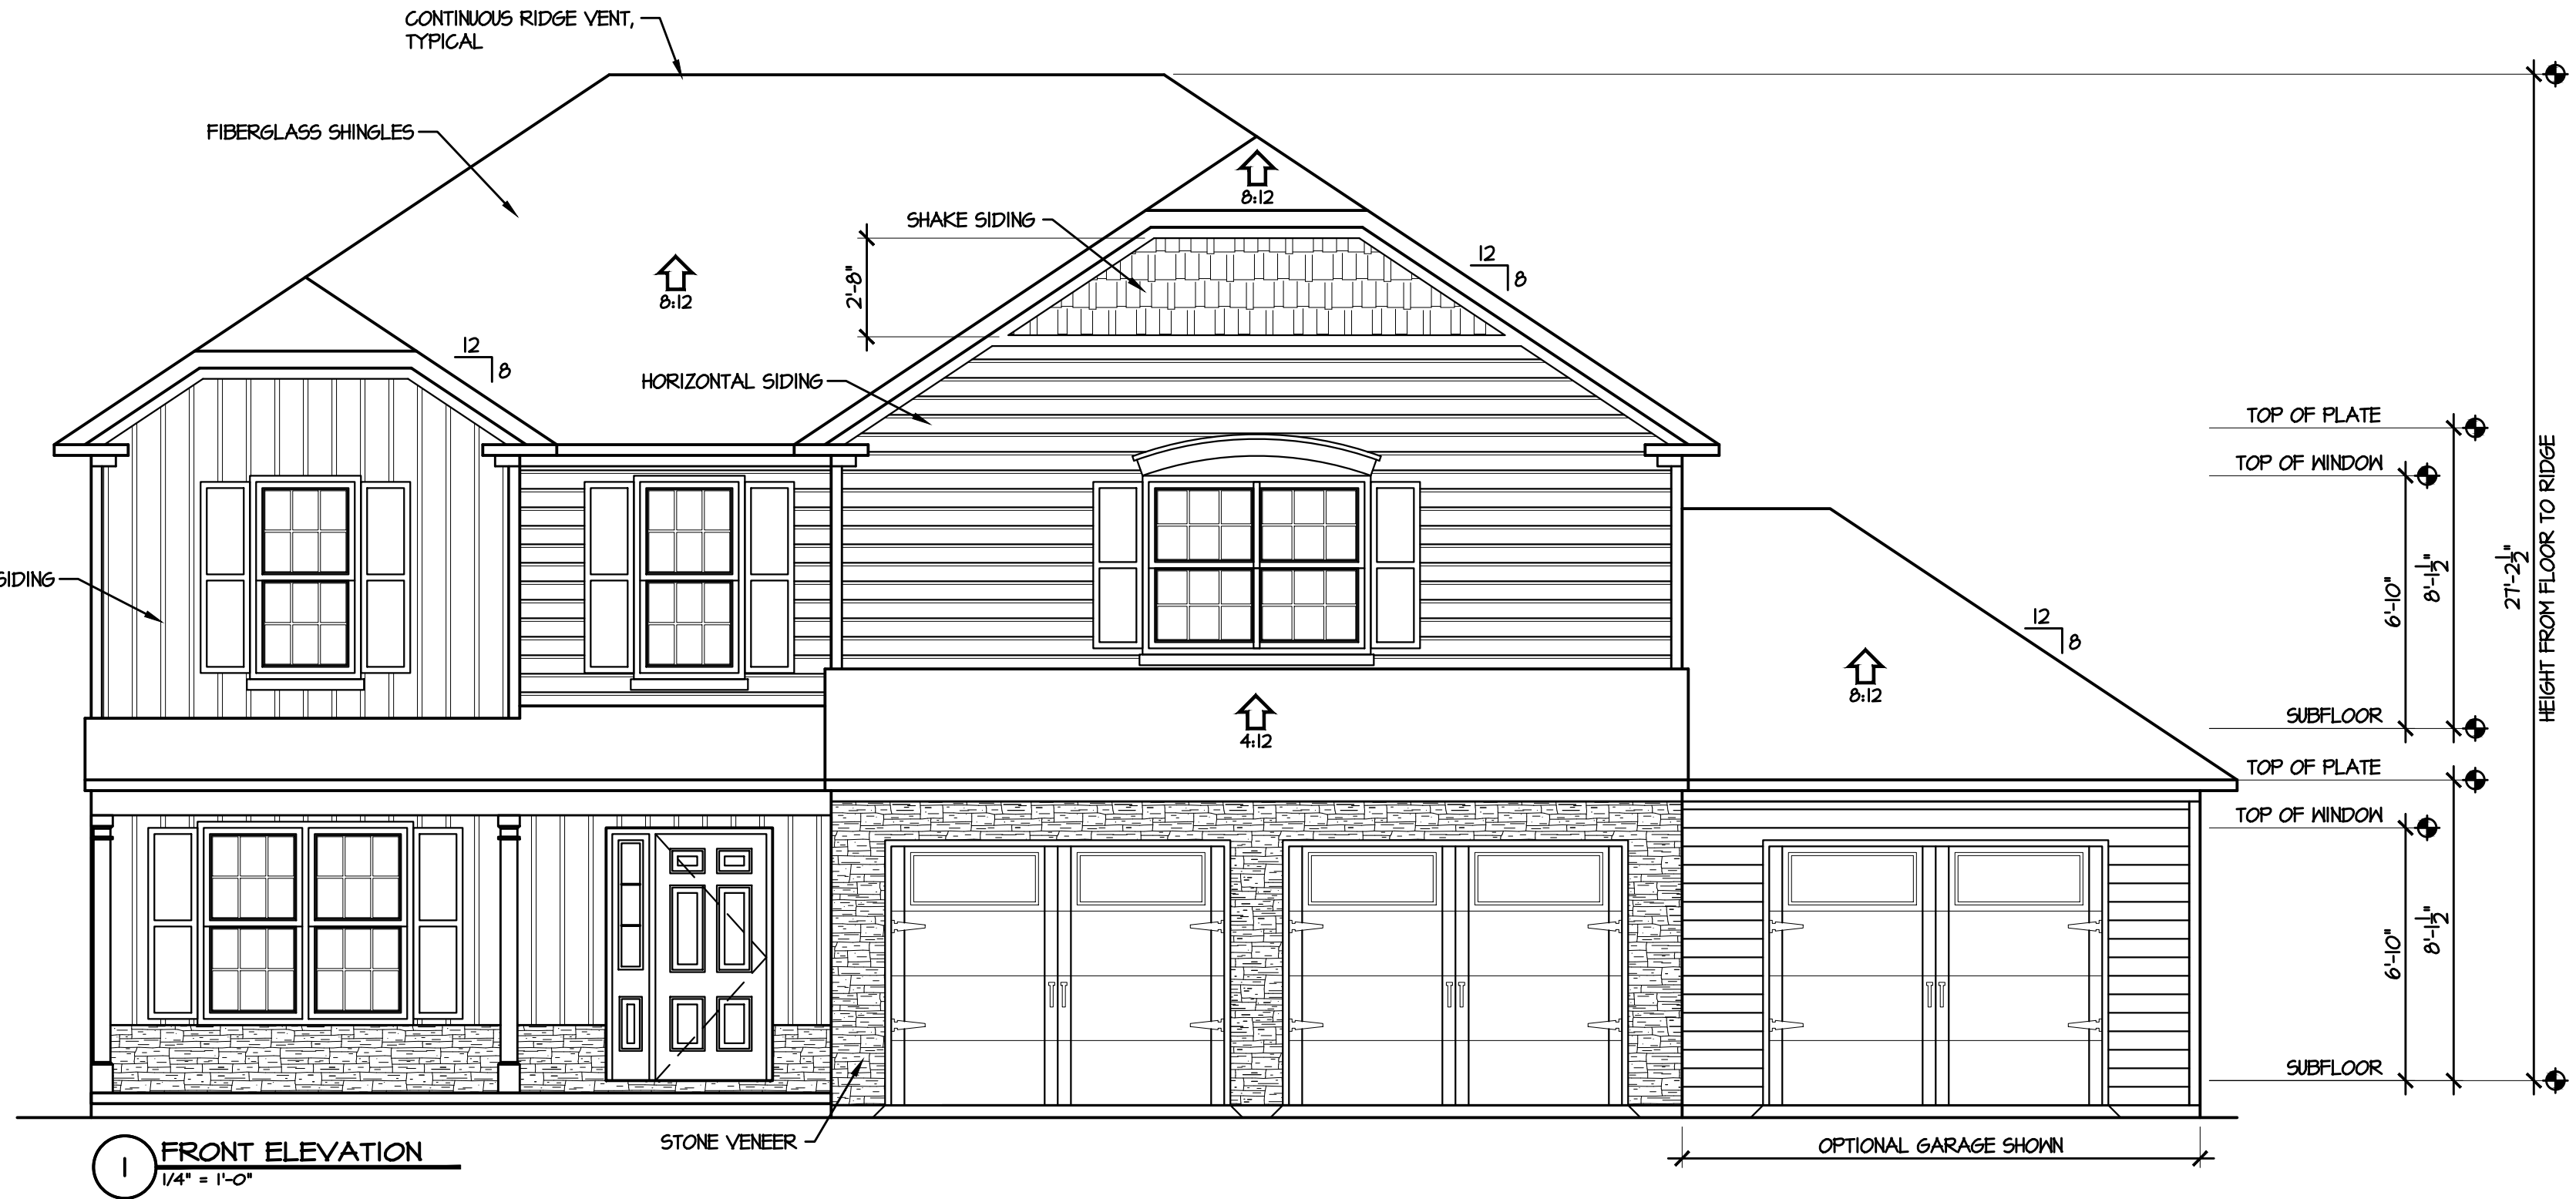 CONTINUOUS RIDGE VENT,
TYPICAL
FIBERGLASS SHINGLES
8:12
SHAKE SIDING
12
8
2'-8"
8:12
12
8
HORIZONTAL SIDING
TOP OF PLATE
TOP OF WINDOW
SIDING
12
8
8:12
4:12
6'-10"
8'-1½"
27'-2½"
HEIGHT FROM FLOOR TO RIDGE
SUBFLOOR
TOP OF PLATE
TOP OF WINDOW
6'-10"
8'-1½"
SUBFLOOR
STONE VENEER
OPTIONAL GARAGE SHOWN
1
FRONT ELEVATION
1/4" = 1'-0"